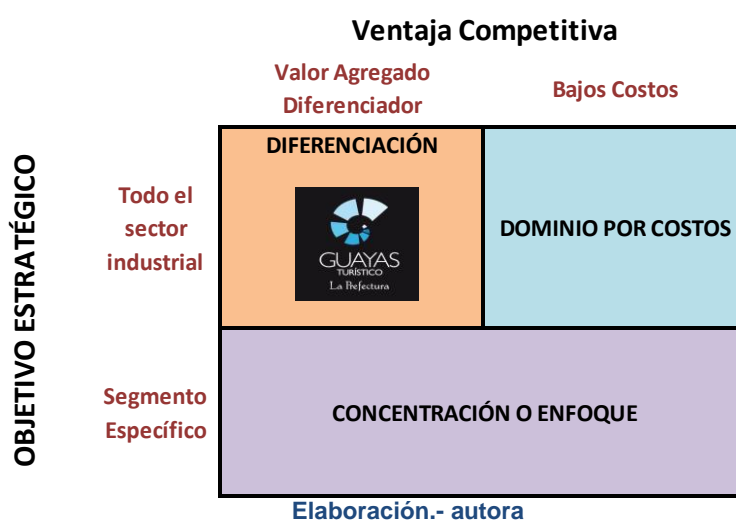 Ventaja Competitiva
Valor Agregado
Diferenciador
Bajos Costos
OBJETIVO ESTRATÉGICO
Todo el
sector
industrial
DIFERENCIACIÓN
GUAYAS
TURÍSTICO
La Prefectura
DOMINIO POR COSTOS
Segmento
Específico
CONCENTRACIÓN O ENFOQUE
Elaboración.- autora